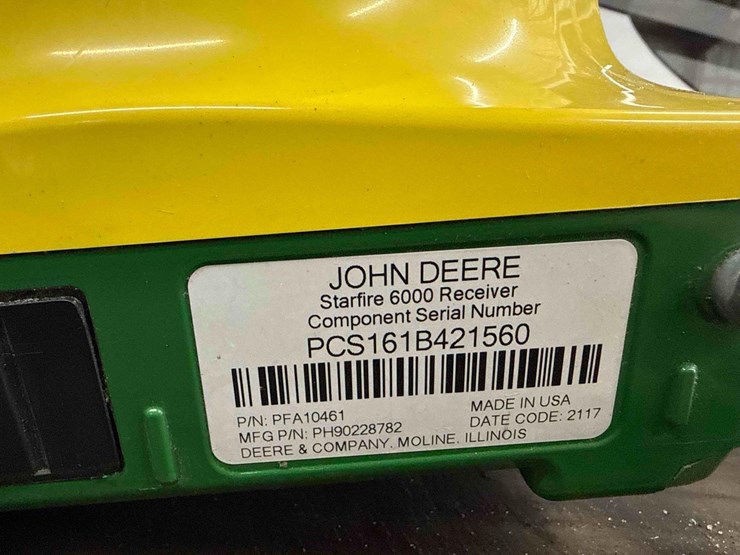 JOHN DEERE
Starfire 6000 Receiver
Component Serial Number
PCS161B421560
P/N: PFA10461
MADE IN USA
MFG P/N: PH90228782
DATE CODE: 2117
DEERE & COMPANY. MOLINE. ILLINOIS